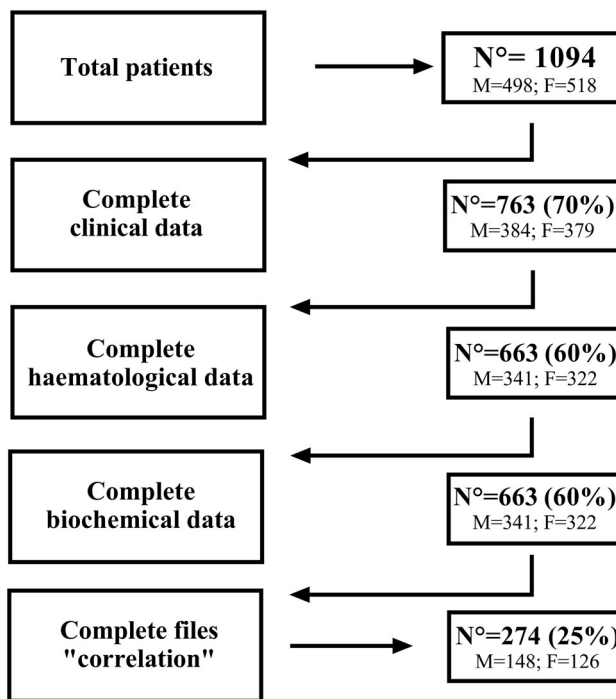 Total patients
N°= 1094
M=498; F=518
Complete
clinical data
N°=763 (70%)
M=384; F=379
Complete
haematological data
N°=663 (60%)
M=341; F=322
Complete
biochemical data
N°=663 (60%)
M=341; F=322
Complete files
"correlation"
N°=274 (25%)
M=148; F=126